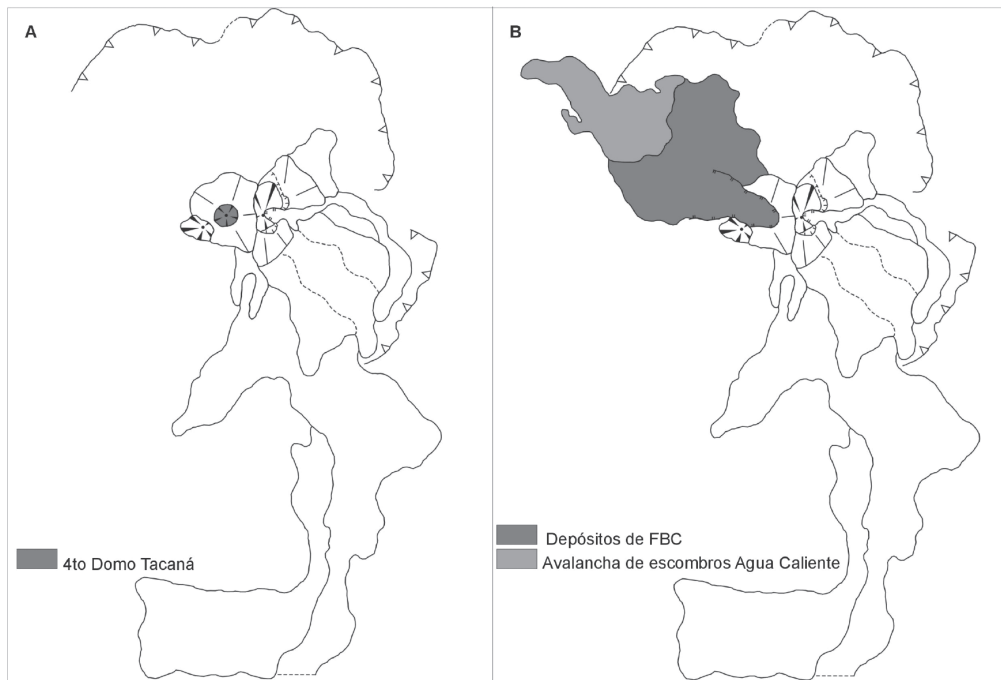 A
4to Domo Tacaná
B
Depósitos de FBC
Avalancha de escombros Agua Caliente